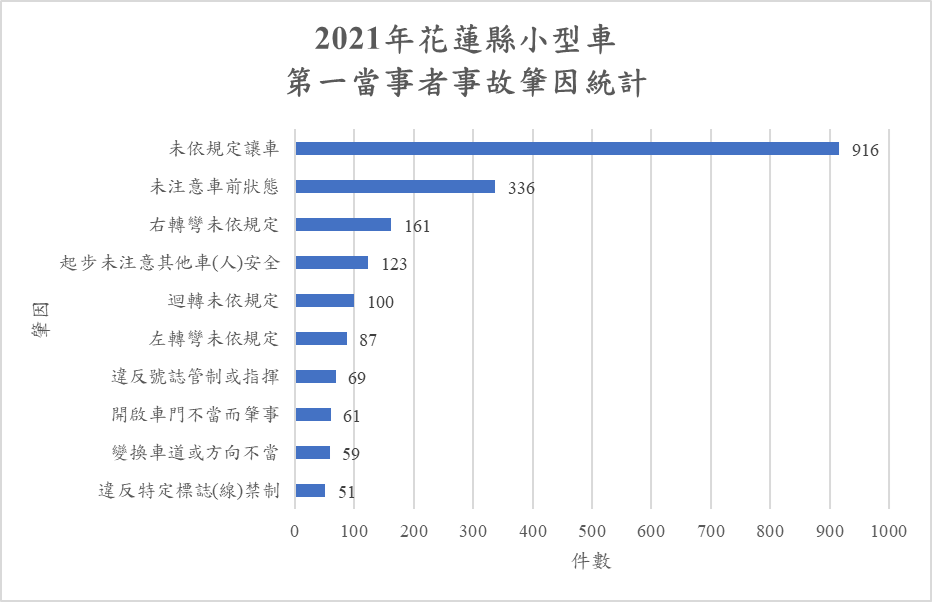 2021年花蓮縣小型車
第一當事者事故肇因統計
未依規定讓車 916
未注意車前狀態 336
右轉彎未依規定 161
起步未注意其他車(人)安全 123
迴轉未依規定 100
左轉彎未依規定 87
違反號誌管制或指揮 69
開啟車門不當而肇事 61
變換車道或方向不當 59
違反特定標誌(線)禁制 51
肇因
0 100 200 300 400 500 600 700 800 900 1000
件數